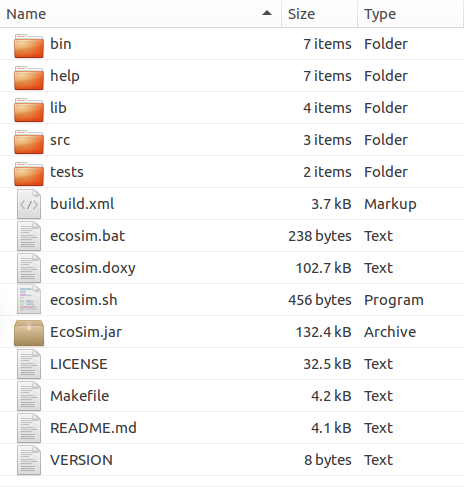 Name Size Type
bin 7 items Folder
help 7 items Folder
lib 4 items Folder
src 3 items Folder
tests 2 items Folder
build.xml 3.7 kB Markup
ecosim.bat 238 bytes Text
ecosim.doxy 102.7 kB Text
ecosim.sh 456 bytes Program
EcoSim.jar 132.4 kB Archive
LICENSE 32.5 kB Text
Makefile 4.2 kB Text
README.md 4.1 kB Text
VERSION 8 bytes Text